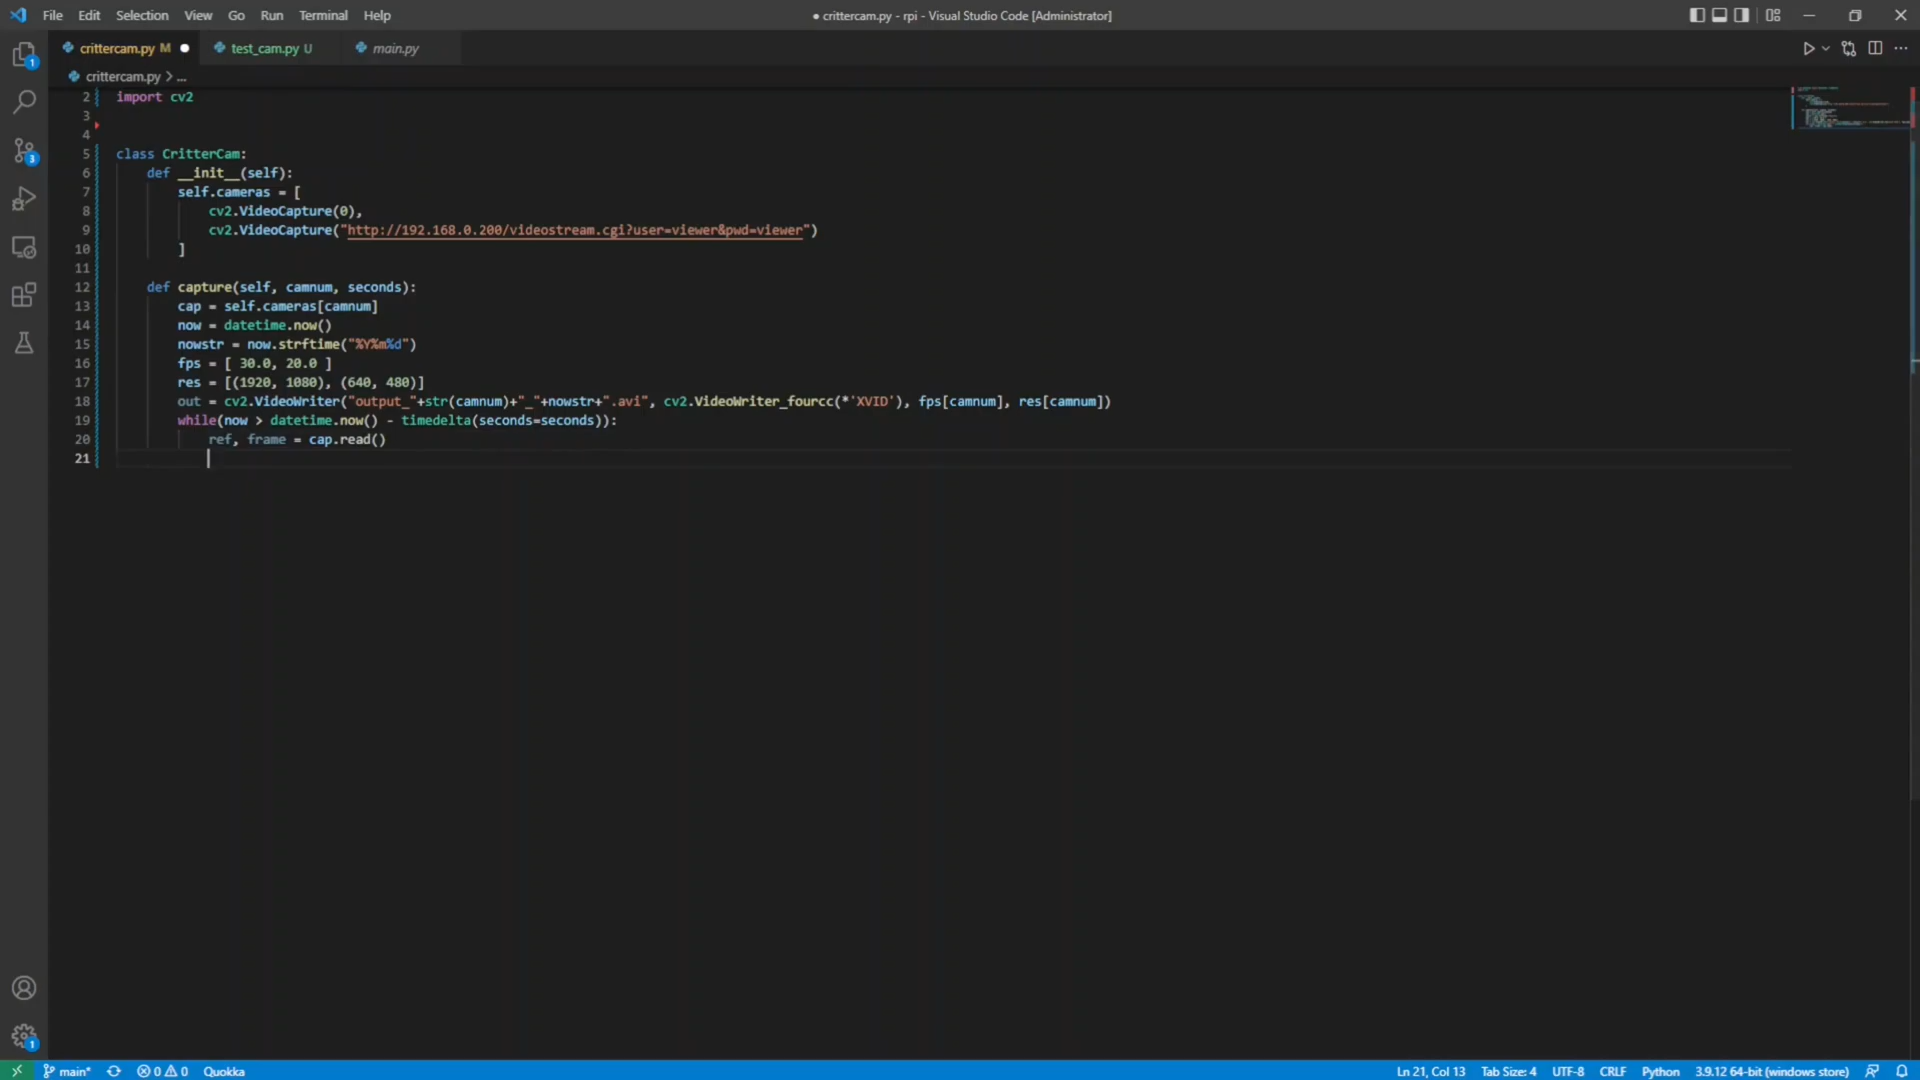 File Edit Selection View Go Run Terminal Help
● crittercam.py - rpi - Visual Studio Code [Administrator]
crittercam.py M ● test_cam.py U main.py
crittercam.py > ...
2 import cv2
3
4
5 class CritterCam:
6 def __init__(self):
7 self.cameras = [
8 cv2.VideoCapture(0),
9 cv2.VideoCapture("http://192.168.0.200/videostream.cgi?user=viewer&pwd=viewer")
10 ]
11
12 def capture(self, camnum, seconds):
13 cap = self.cameras[camnum]
14 now = datetime.now()
15 nowstr = now.strftime("%Y%m%d")
16 fps = [ 30.0, 20.0 ]
17 res = [(1920, 1080), (640, 480)]
18 out = cv2.VideoWriter("output_"+str(camnum)+"_"+nowstr+".avi", cv2.VideoWriter_fourcc(*'XVID'), fps[camnum], res[camnum])
19 while(now > datetime.now() - timedelta(seconds=seconds)):
20 ref, frame = cap.read()
21
1
3
1
main* 0 0 Quokka Ln 21, Col 13 Tab Size: 4 UTF-8 CRLF Python 3.9.12 64-bit (windows store)